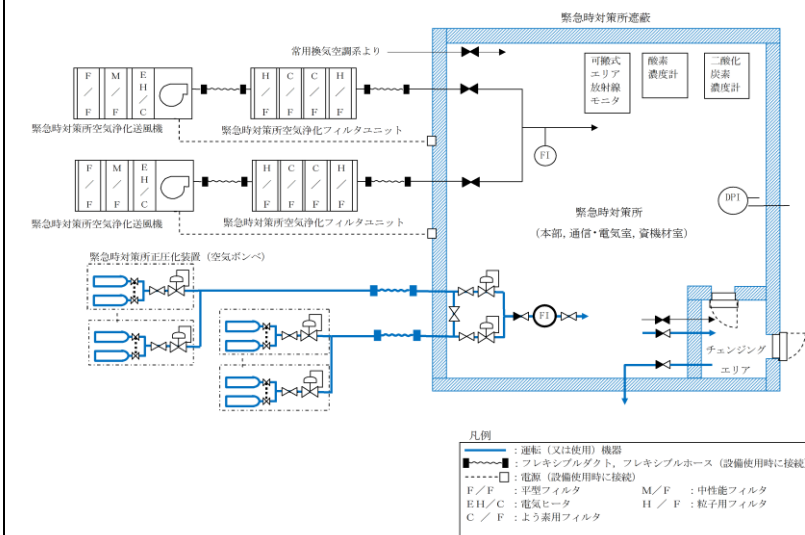 緊急時対策所遮蔽
常用換気空調系より
可搬式
エリア
放射線
モニタ
酸素
濃度計
二酸化
炭素
濃度計
F/F
M/F
EH/C
H/F
C/F
C/F
H/F
緊急時対策所空気浄化送風機
緊急時対策所空気浄化フィルタユニット
FI
F/F
M/F
EH/C
H/F
C/F
C/F
H/F
緊急時対策所空気浄化送風機
緊急時対策所空気浄化フィルタユニット
DPI
緊急時対策所
(本部,通信・電気室,資機材室)
緊急時対策所正圧化装置(空気ボンベ)
FI
チェンジング
エリア
凡例
:運転(又は使用)機器
:フレキシブルダクト,フレキシブルホース(設備使用時に接続)
:電源(設備使用時に接続)
F/F :平型フィルタ M/F :中性能フィルタ
EH/C :電気ヒータ H / F :粒子用フィルタ
C / F :よう素用フィルタ